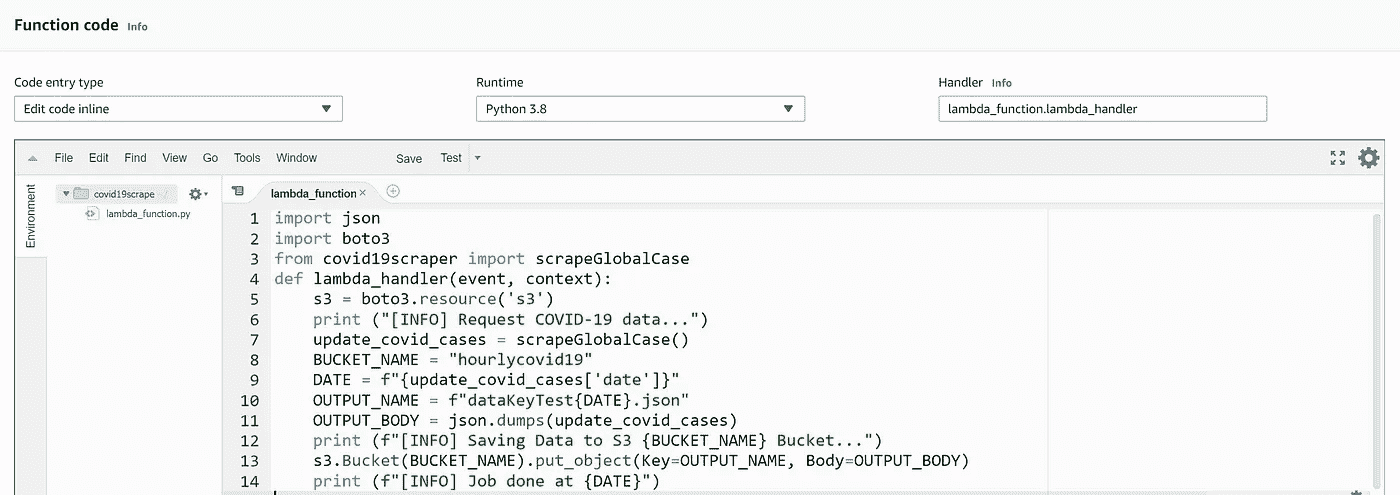 Function code Info
Code entry type Runtime Handler Info
Edit code inline Python 3.8 lambda_function.lambda_handler
File Edit Find View Go Tools Window Save Test
Environment
covid19scrape /
lambda_function.py
lambda_function
1 import json
2 import boto3
3 from covid19scraper import scrapeGlobalCase
4 def lambda_handler(event, context):
5     s3 = boto3.resource('s3')
6     print ("[INFO] Request COVID-19 data...")
7     update_covid_cases = scrapeGlobalCase()
8     BUCKET_NAME = "hourlycovid19"
9     DATE = f"{update_covid_cases['date']}"
10     OUTPUT_NAME = f"dataKeyTest{DATE}.json"
11     OUTPUT_BODY = json.dumps(update_covid_cases)
12     print (f"[INFO] Saving Data to S3 {BUCKET_NAME} Bucket...")
13     s3.Bucket(BUCKET_NAME).put_object(Key=OUTPUT_NAME, Body=OUTPUT_BODY)
14     print (f"[INFO] Job done at {DATE}")